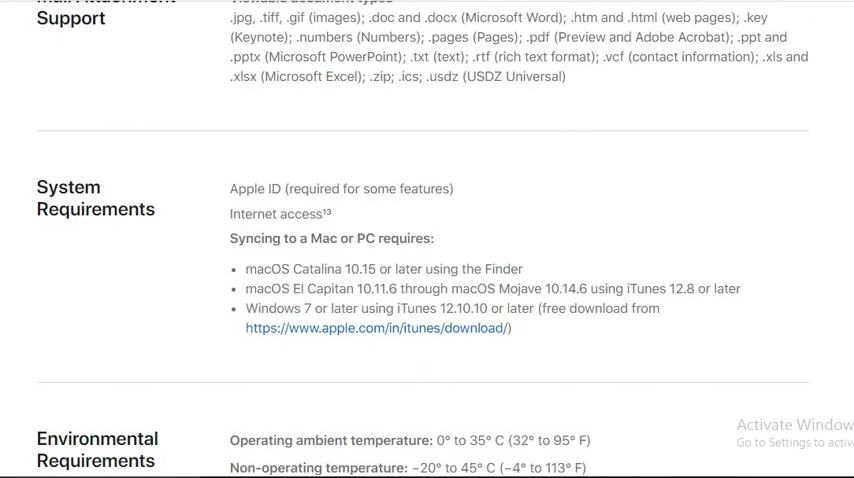 Support
.jpg, .tiff, .gif (images); .doc and .docx (Microsoft Word); .htm and .html (web pages); .key
(Keynote); .numbers (Numbers); .pages (Pages); .pdf (Preview and Adobe Acrobat); .ppt and
.pptx (Microsoft PowerPoint); .txt (text); .rtf (rich text format); .vcf (contact information); .xls and
.xlsx (Microsoft Excel); .zip; .ics; .usdz (USDZ Universal)
System
Requirements
Apple ID (required for some features)
Internet access¹³
Syncing to a Mac or PC requires:
• macOS Catalina 10.15 or later using the Finder
• macOS El Capitan 10.11.6 through macOS Mojave 10.14.6 using iTunes 12.8 or later
• Windows 7 or later using iTunes 12.10.10 or later (free download from
https://www.apple.com/in/itunes/download/)
Environmental
Requirements
Operating ambient temperature: 0° to 35° C (32° to 95° F)
Non-operating temperature: −20° to 45° C (−4° to 113° F)
Activate Window
Go to Settings to activa